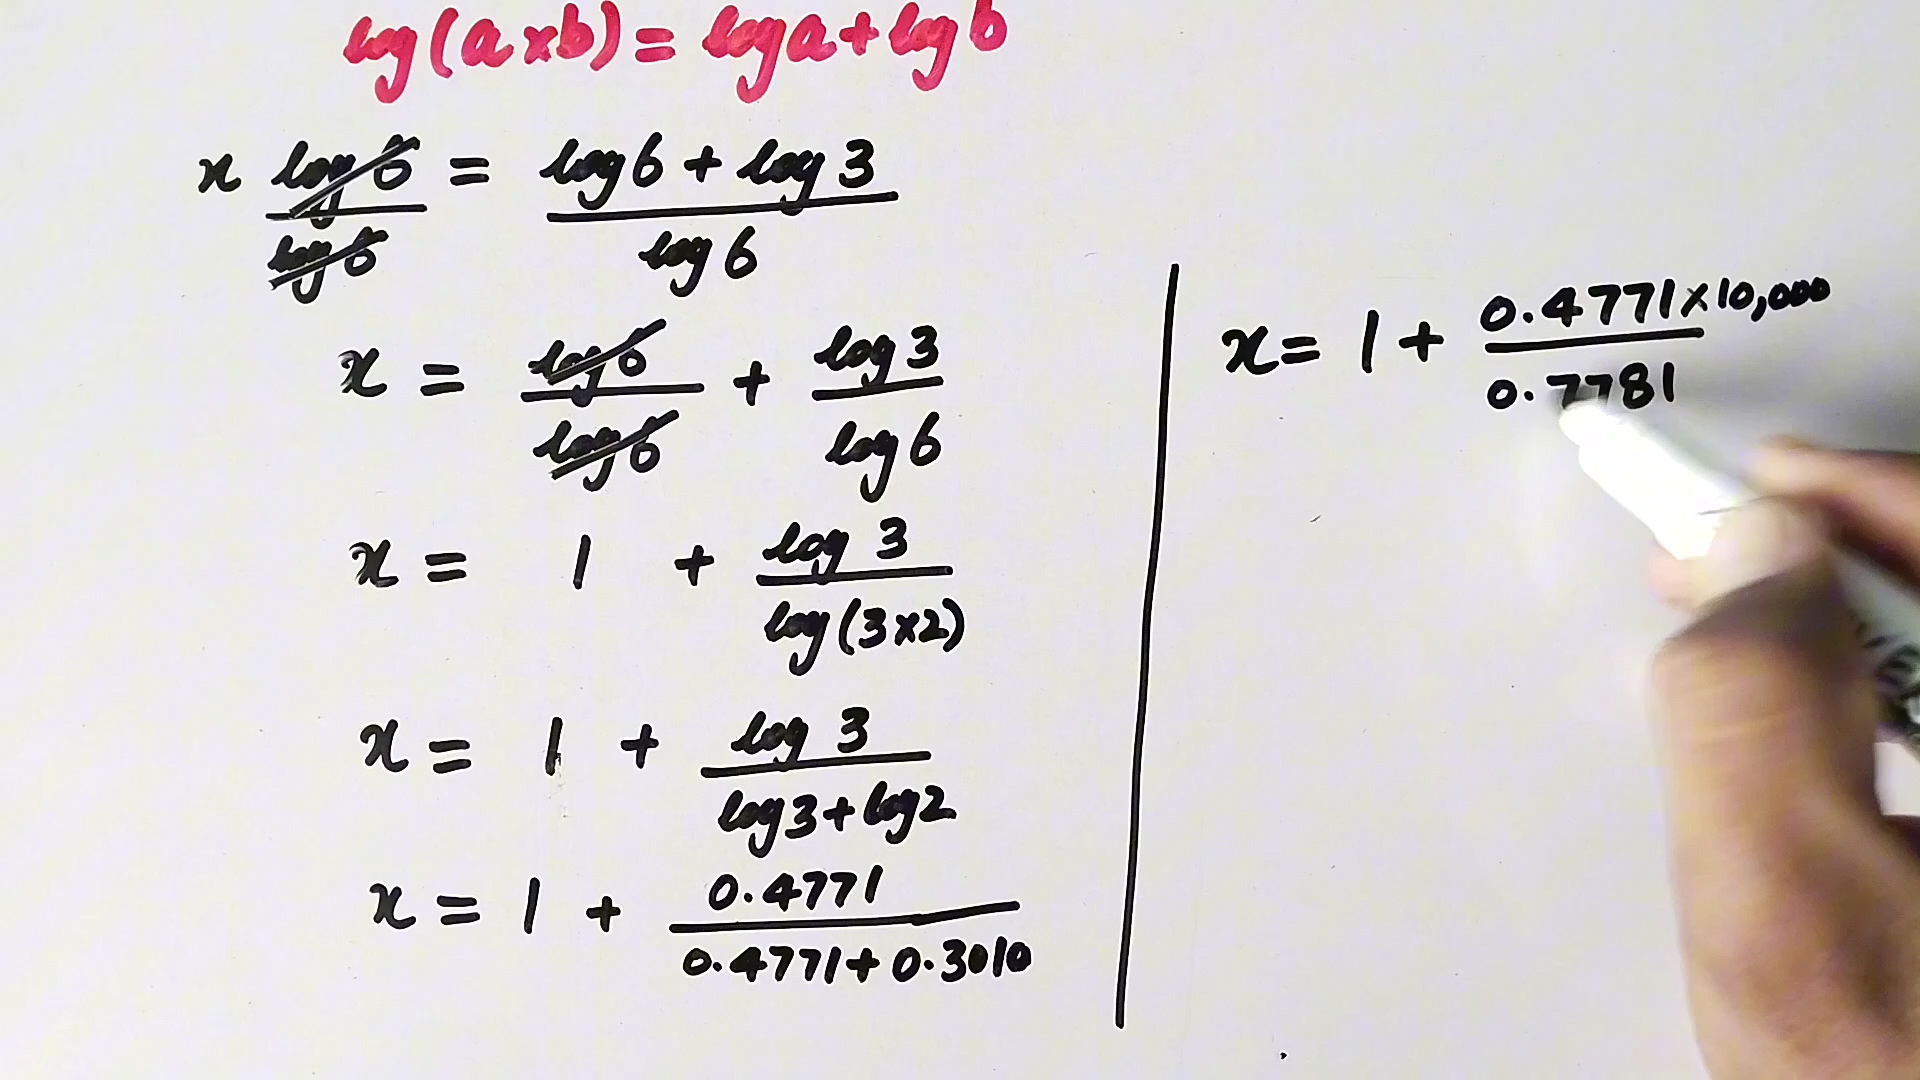 log(a×b) = log a + log b
x log 6 = log 6 + log 3
log 6 log 6
x = log 6 + log 3
log 6 log 6
x = 1 + log 3
log(3×2)
x = 1 + log 3
log 3 + log 2
x = 1 + 0.4771
0.4771 + 0.3010
x = 1 + 0.4771 × 10,000
0.7781